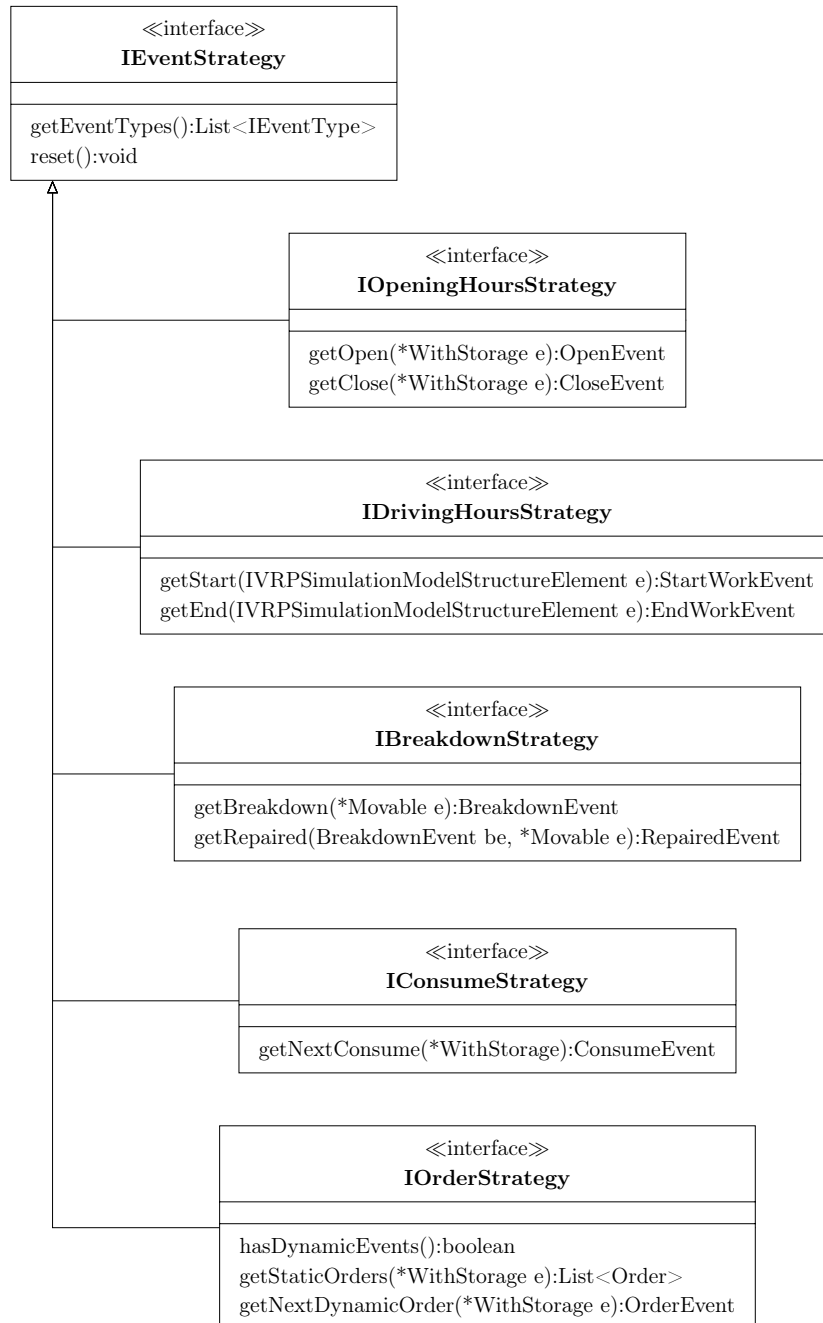 ≪interface≫
IEventStrategy
getEventTypes():List<IEventType>
reset():void
≪interface≫
IOpeningHoursStrategy
getOpen(*WithStorage e):OpenEvent
getClose(*WithStorage e):CloseEvent
≪interface≫
IDrivingHoursStrategy
getStart(IVRPSimulationModelStructureElement e):StartWorkEvent
getEnd(IVRPSimulationModelStructureElement e):EndWorkEvent
≪interface≫
IBreakdownStrategy
getBreakdown(*Movable e):BreakdownEvent
getRepaired(BreakdownEvent be, *Movable e):RepairedEvent
≪interface≫
IConsumeStrategy
getNextConsume(*WithStorage):ConsumeEvent
≪interface≫
IOrderStrategy
hasDynamicEvents():boolean
getStaticOrders(*WithStorage e):List<Order>
getNextDynamicOrder(*WithStorage e):OrderEvent